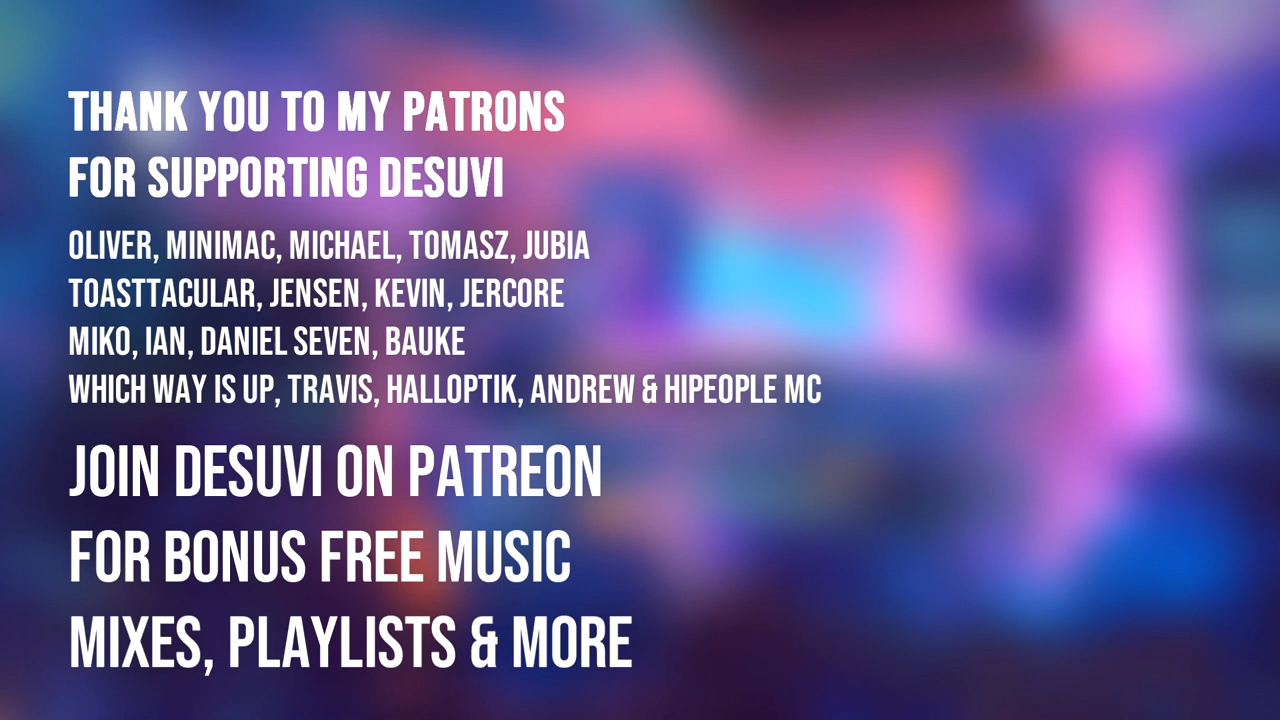 THANK YOU TO MY PATRONS
FOR SUPPORTING DESUVI
OLIVER, MINIMAC, MICHAEL, TOMASZ, JUBIA
TOASTTACULAR, JENSEN, KEVIN, JERCORE
MIKO, IAN, DANIEL SEVEN, BAUKE
WHICH WAY IS UP, TRAVIS, HALLOPTIK, ANDREW & HIPEOPLE MC
JOIN DESUVI ON PATREON
FOR BONUS FREE MUSIC
MIXES, PLAYLISTS & MORE